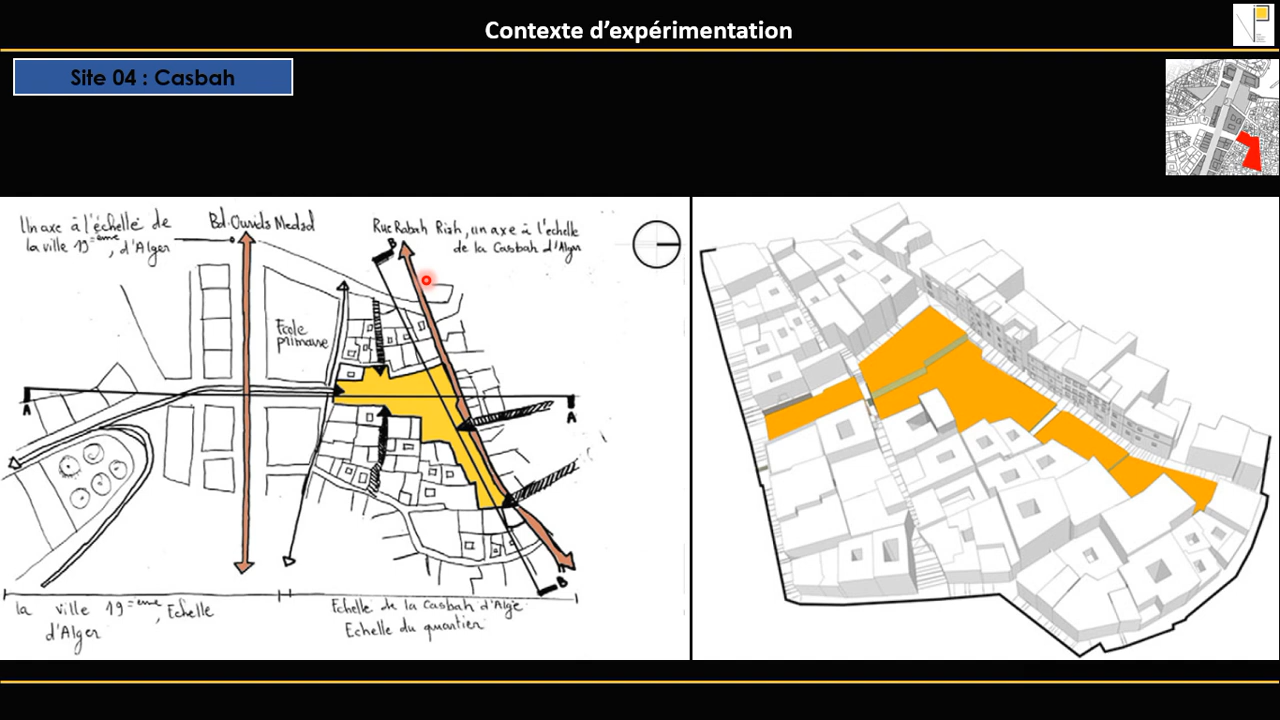 Contexte d'expérimentation
Site 04 : Casbah
Un axe à l'échelle de
la ville 19ème, d'Alger
Bd. Ourids Medad
Rue Rabah Riah, un axe à l'échelle
de la Casbah d'Alger
B
Ecole
primaire
A
A
B
la ville 19ème, Echelle
d'Alger
Echelle de la Casbah d'Alge
Echelle du quartier